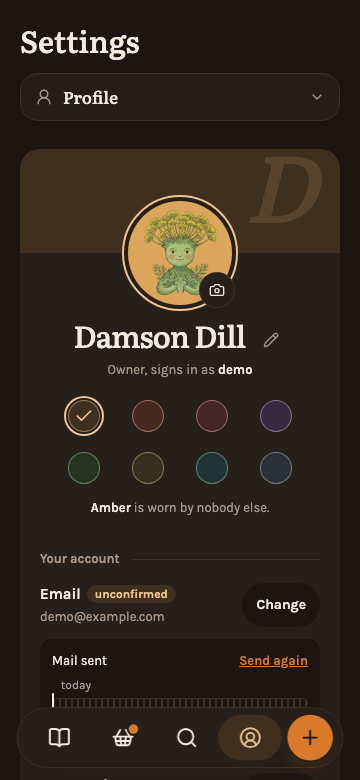 Settings
Profile
D
Damson Dill
Owner, signs in as demo
Amber is worn by nobody else.
Your account
Email unconfirmed
demo@example.com
Change
Mail sent
Send again
today